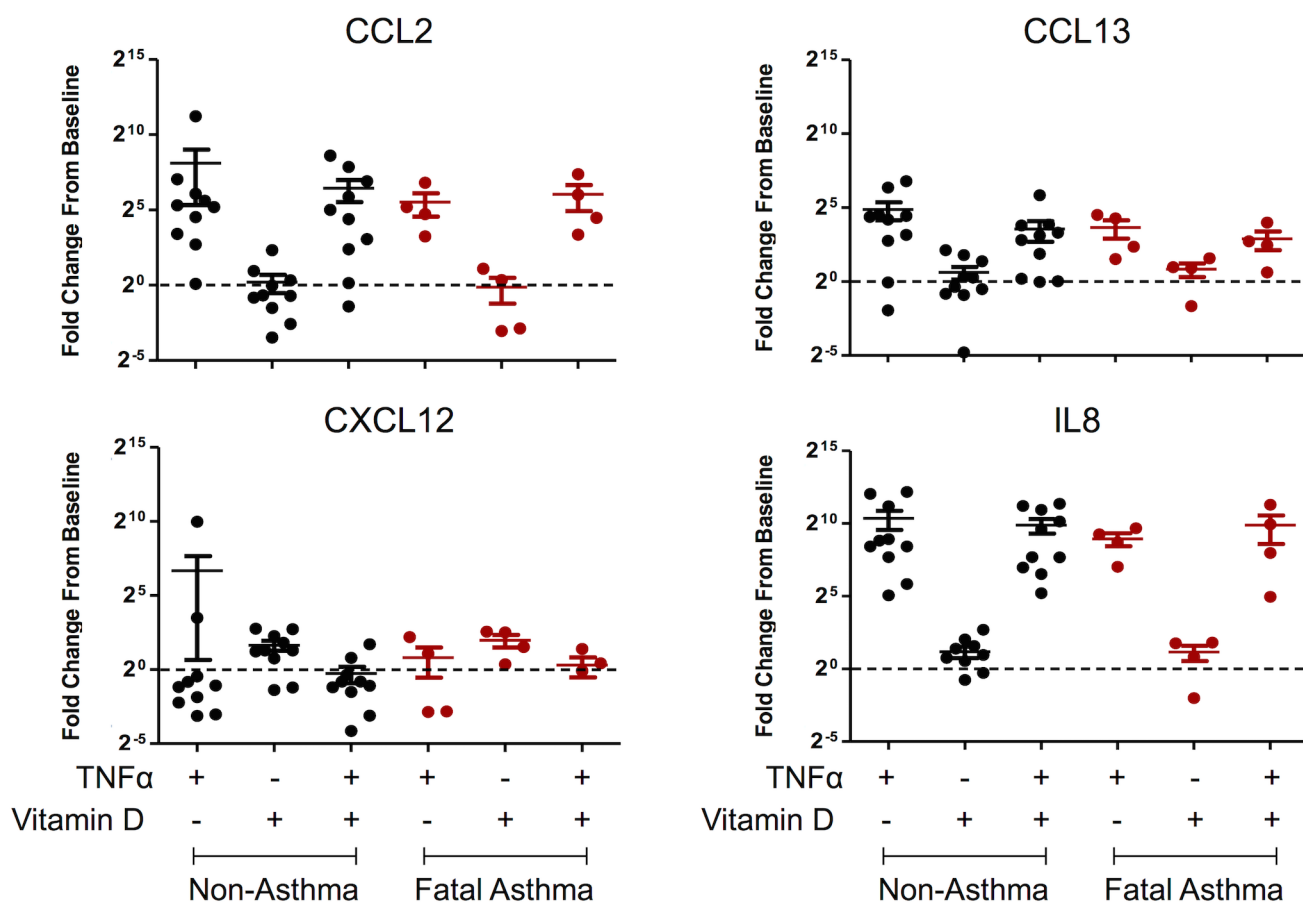 CCL2
Fold Change From Baseline
2^15
2^10
2^5
2^0
2^-5
CCL13
Fold Change From Baseline
2^15
2^10
2^5
2^0
2^-5
CXCL12
Fold Change From Baseline
2^15
2^10
2^5
2^0
2^-5
TNFα + - + + - +
Vitamin D - + + - + +
Non-Asthma Fatal Asthma
IL8
Fold Change From Baseline
2^15
2^10
2^5
2^0
2^-5
TNFα + - + + - +
Vitamin D - + + - + +
Non-Asthma Fatal Asthma